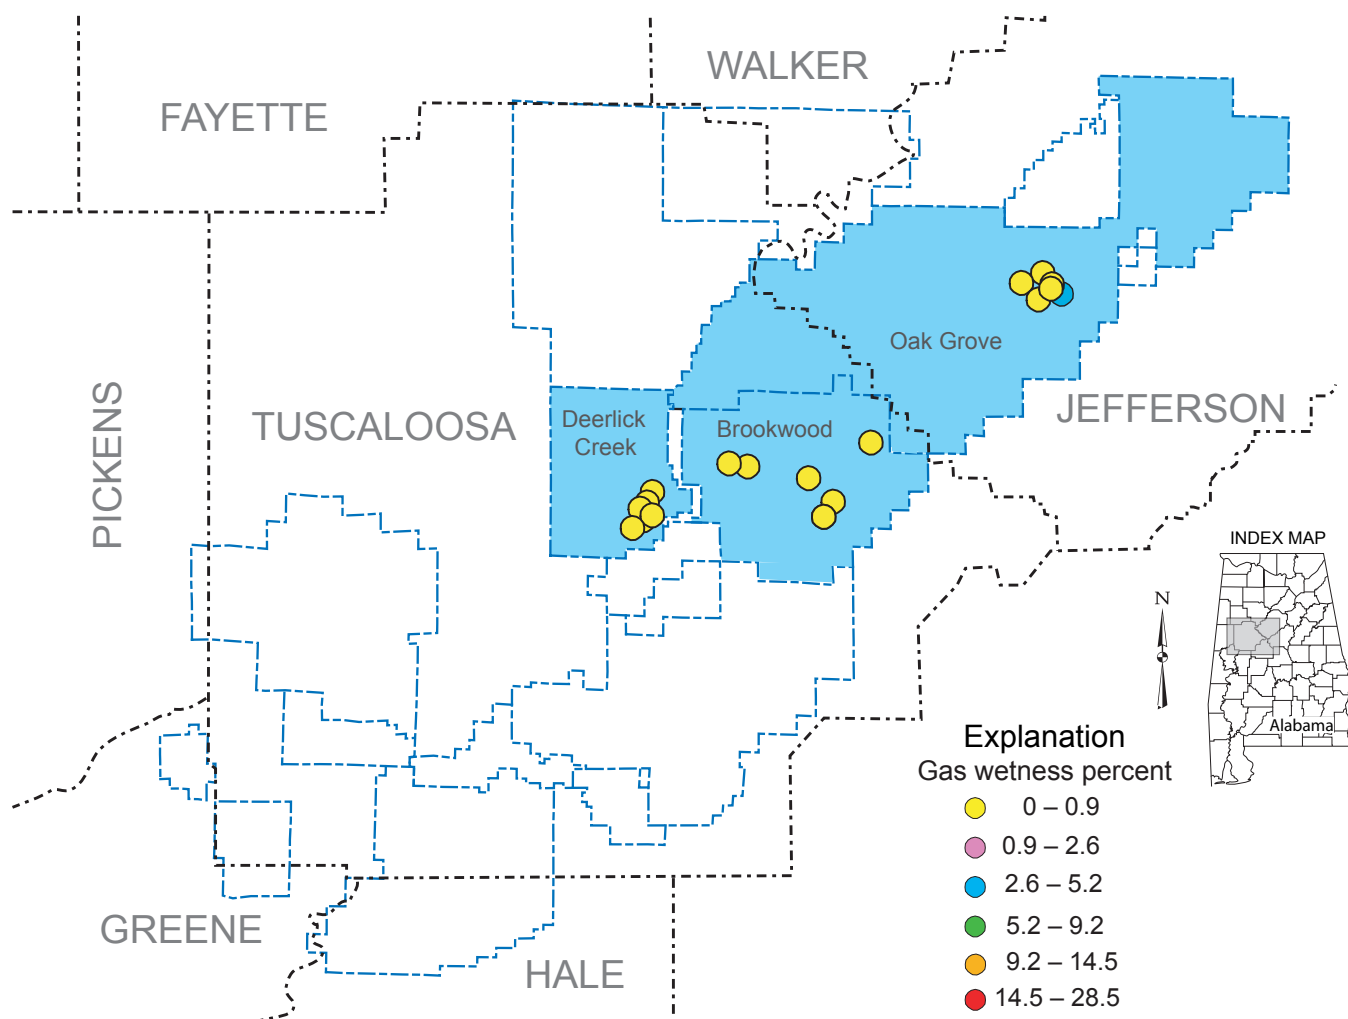 WALKER
FAYETTE
Oak Grove
JEFFERSON
PICKENS
TUSCALOOSA
Deerlick
Creek
Brookwood
INDEX MAP
N
Alabama
Explanation
Gas wetness percent
0 – 0.9
0.9 – 2.6
2.6 – 5.2
5.2 – 9.2
9.2 – 14.5
14.5 – 28.5
GREENE
HALE